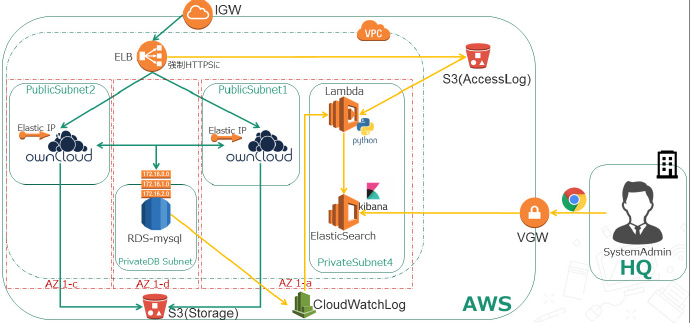 IGW
VPC
ELB
強制HTTPSに
S3(AccessLog)
PublicSubnet2
PublicSubnet1
Lambda
Elastic IP
ownCloud
Elastic IP
ownCloud
python
172.16.0.0
172.16.1.0
172.16.2.0
kibana
RDS-mysql
ElasticSearch
VGW
SystemAdmin
HQ
PrivateDB Subnet
PrivateSubnet4
AZ 1-c
AZ 1-d
AZ 1-a
S3(Storage)
CloudWatchLog
AWS